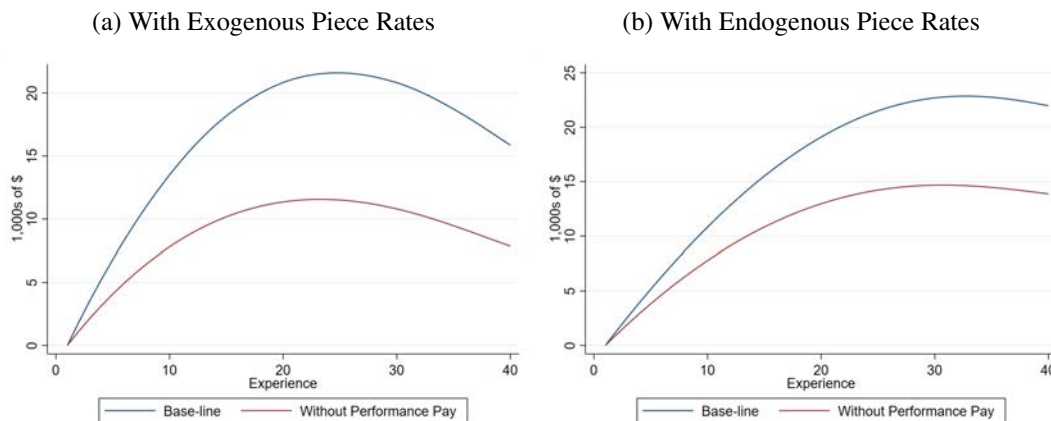 (a) With Exogenous Piece Rates
(b) With Endogenous Piece Rates
1,000s of $
20
15
10
5
0
0
10
20
30
40
Experience
Base-line
Without Performance Pay
1,000s of $
25
20
15
10
5
0
0
10
20
30
40
Experience
Base-line
Without Performance Pay